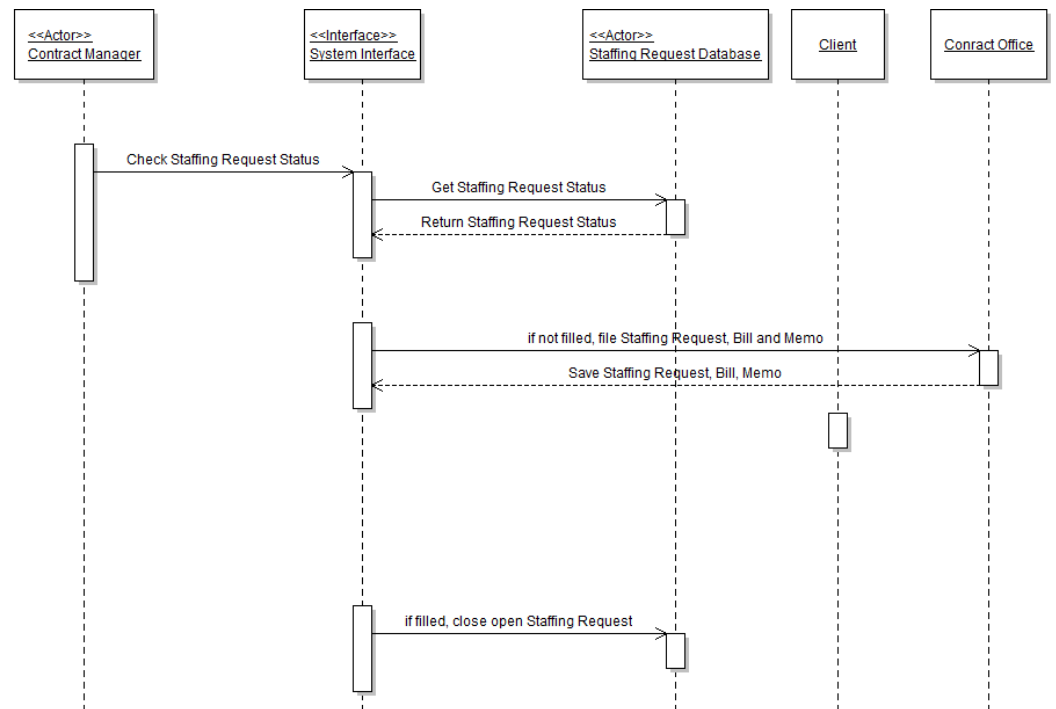 <<Actor>>
Contract Manager
<<Interface>>
System Interface
<<Actor>>
Staffing Request Database
Client
Conract Office
Check Staffing Request Status
Get Staffing Request Status
Return Staffing Request Status
if not filled, file Staffing Request, Bill and Memo
Save Staffing Request, Bill, Memo
if filled, close open Staffing Request